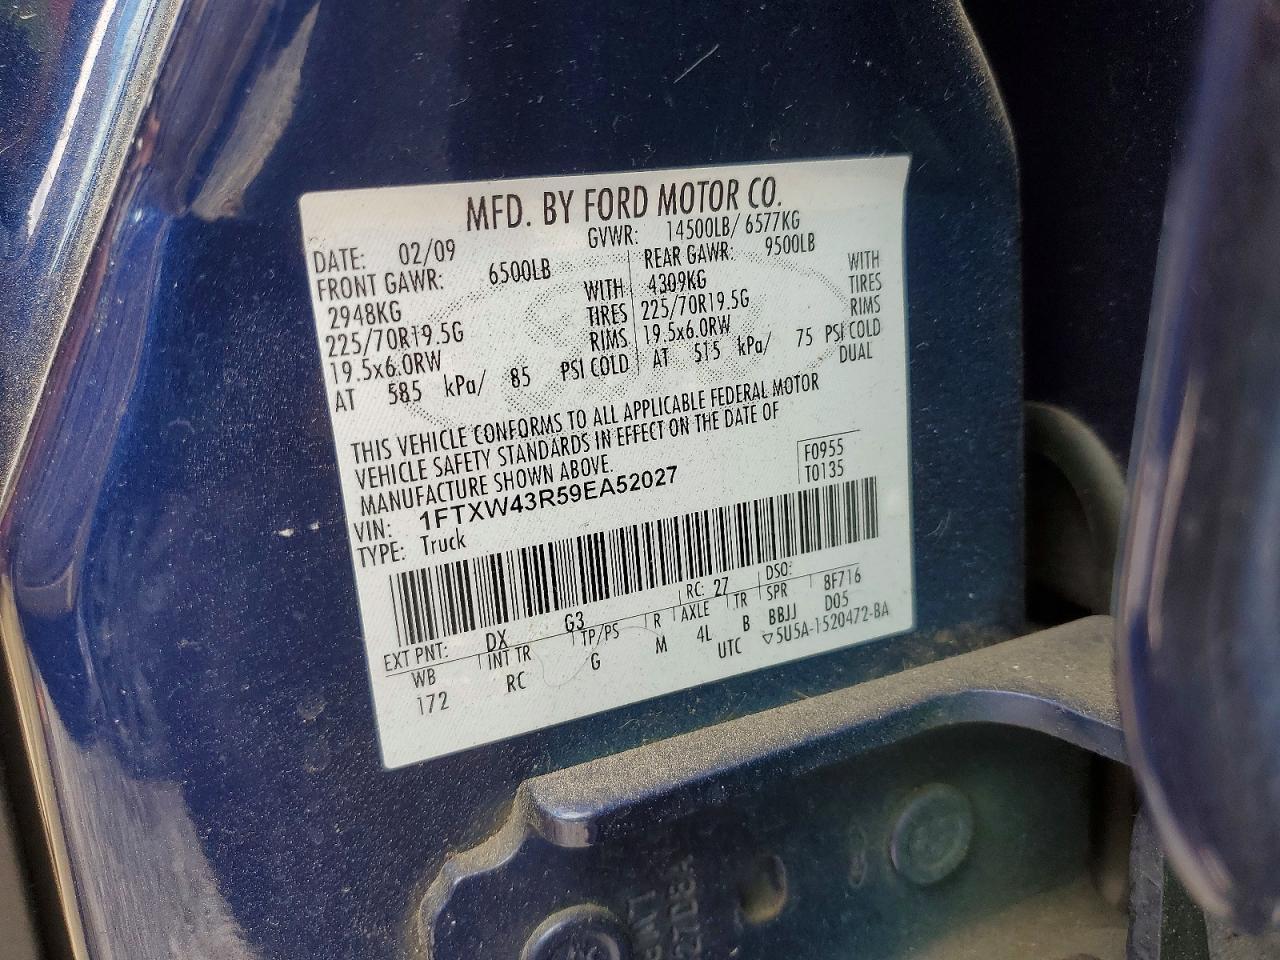 MFD. BY FORD MOTOR CO.
DATE: 02/09 GVWR: 14500LB/ 6577KG
FRONT GAWR: 6500LB REAR GAWR: 9500LB
2948KG WITH 4309KG WITH
225/70R19.5G TIRES 225/70R19.5G TIRES
19.5x6.0RW RIMS 19.5x6.0RW RIMS
AT 585 kPa/ 85 PSI COLD AT 515 kPa/ 75 PSI COLD
DUAL
THIS VEHICLE CONFORMS TO ALL APPLICABLE FEDERAL MOTOR
VEHICLE SAFETY STANDARDS IN EFFECT ON THE DATE OF
MANUFACTURE SHOWN ABOVE.
F0955
VIN: 1FTXW43R59EA52027 T0135
TYPE: Truck
EXT PNT: DX G3 RC: 27 DSO:
WB INT TR TP/PS R AXLE TR SPR 8F716
172 RC G M 4L B BBJJ D05
UTC ▽5U5A-1520472-BA